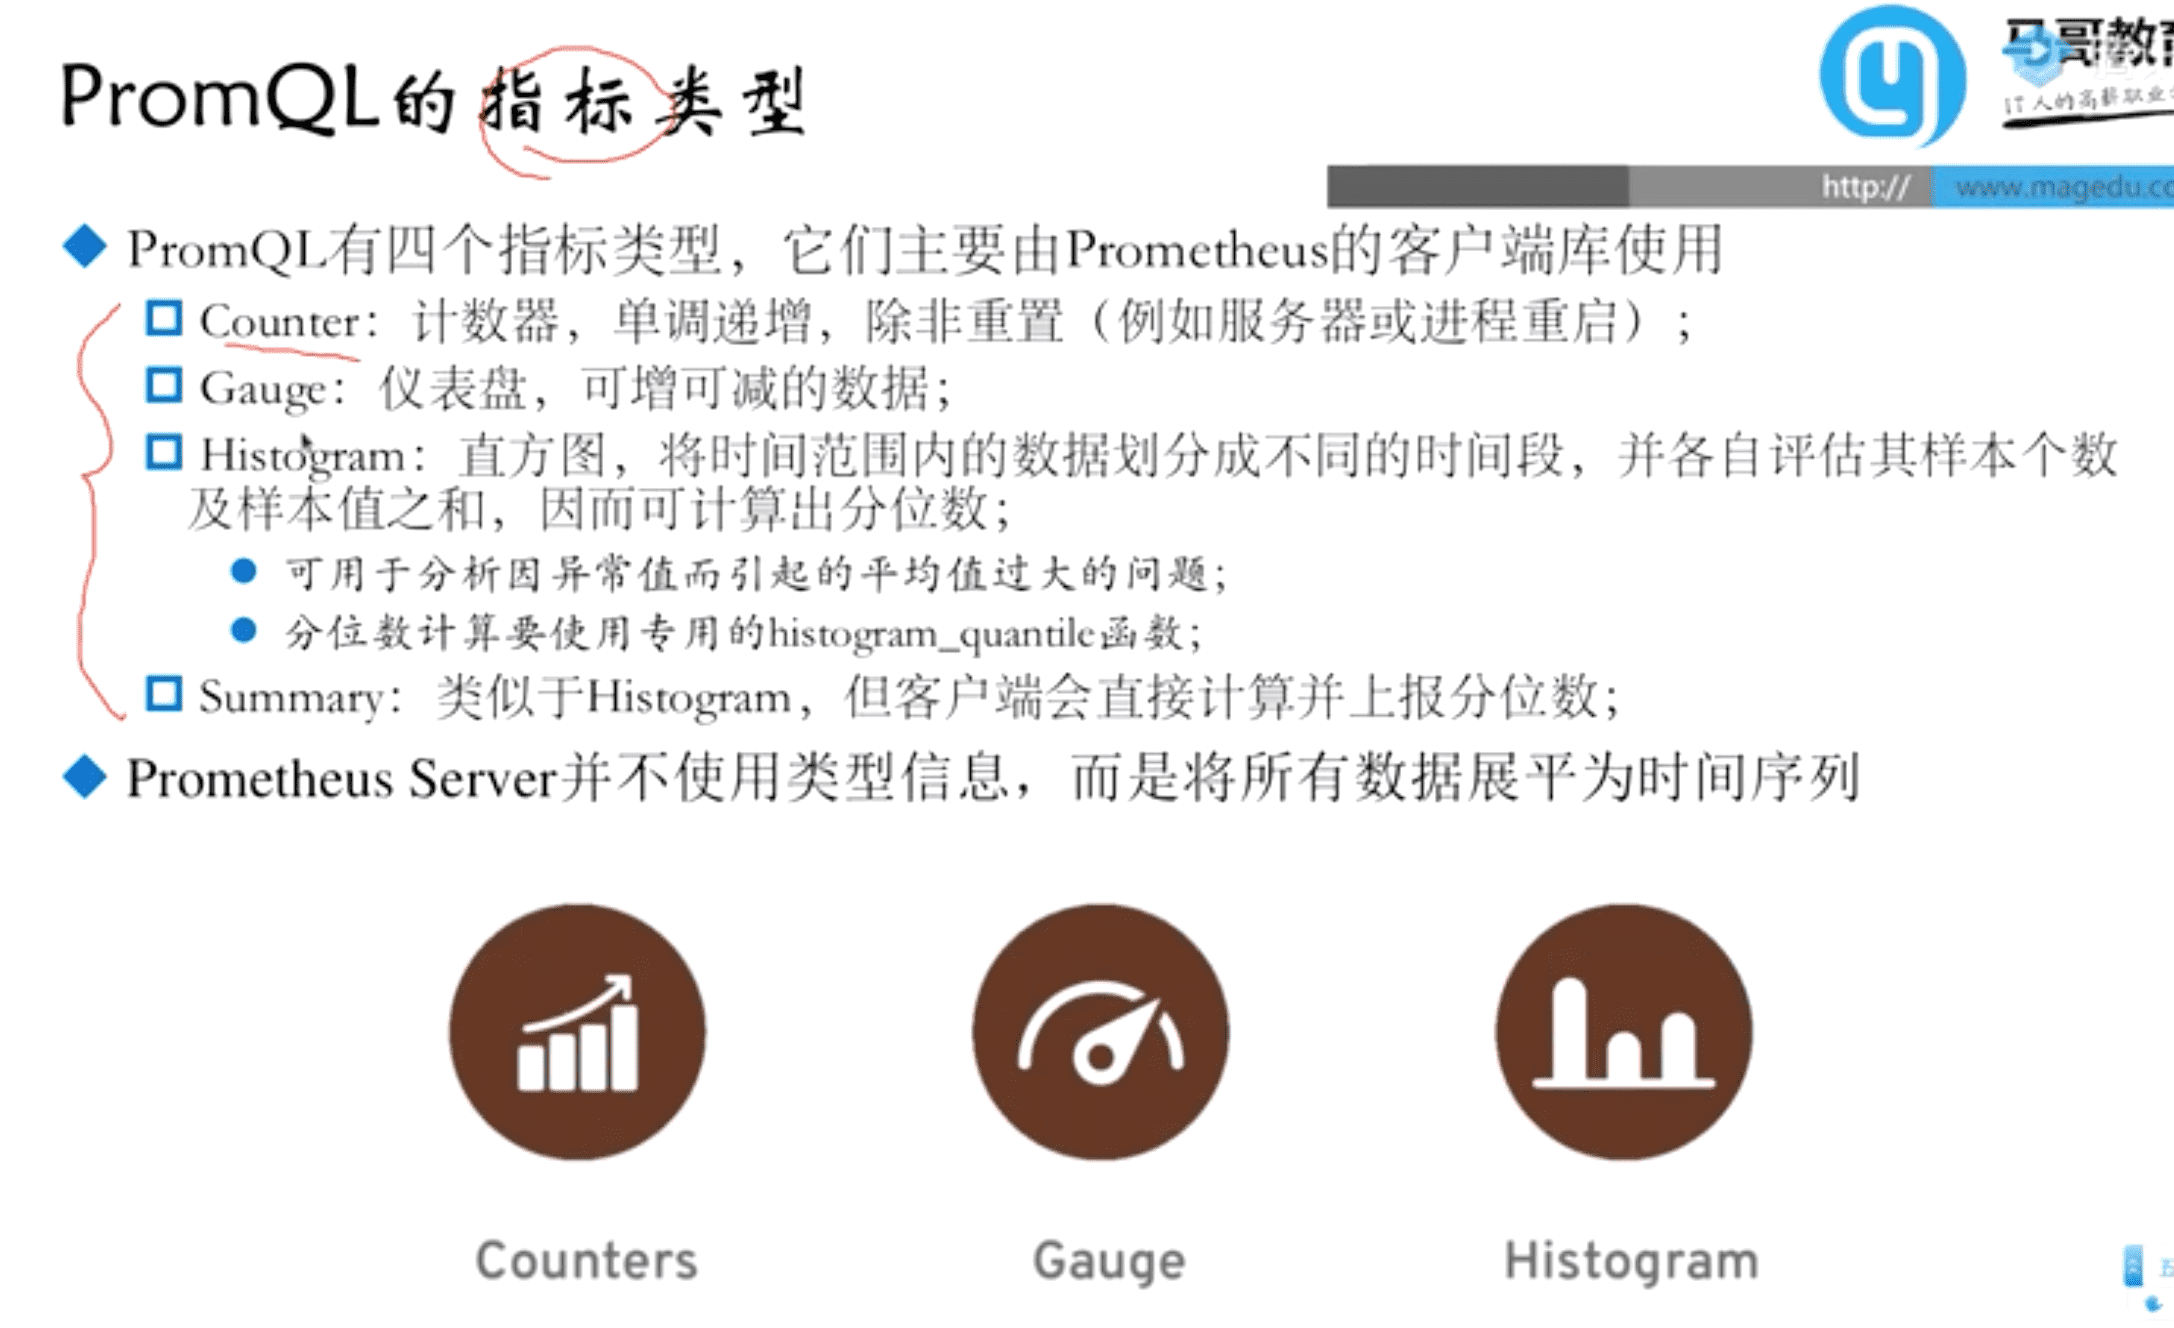 PromQL的指标类型
马哥教育
IT人的高薪职业
http://
www.magedu.co
PromQL有四个指标类型，它们主要由Prometheus的客户端库使用
Counter：计数器，单调递增，除非重置（例如服务器或进程重启）；
Gauge：仪表盘，可增可减的数据；
Histogram：直方图，将时间范围内的数据划分成不同的时间段，并各自评估其样本个数
及样本值之和，因而可计算出分位数；
可用于分析因异常值而引起的平均值过大的问题；
分位数计算要使用专用的histogram_quantile函数；
Summary：类似于Histogram，但客户端会直接计算并上报分位数；
Prometheus Server并不使用类型信息，而是将所有数据展平为时间序列
Counters
Gauge
Histogram